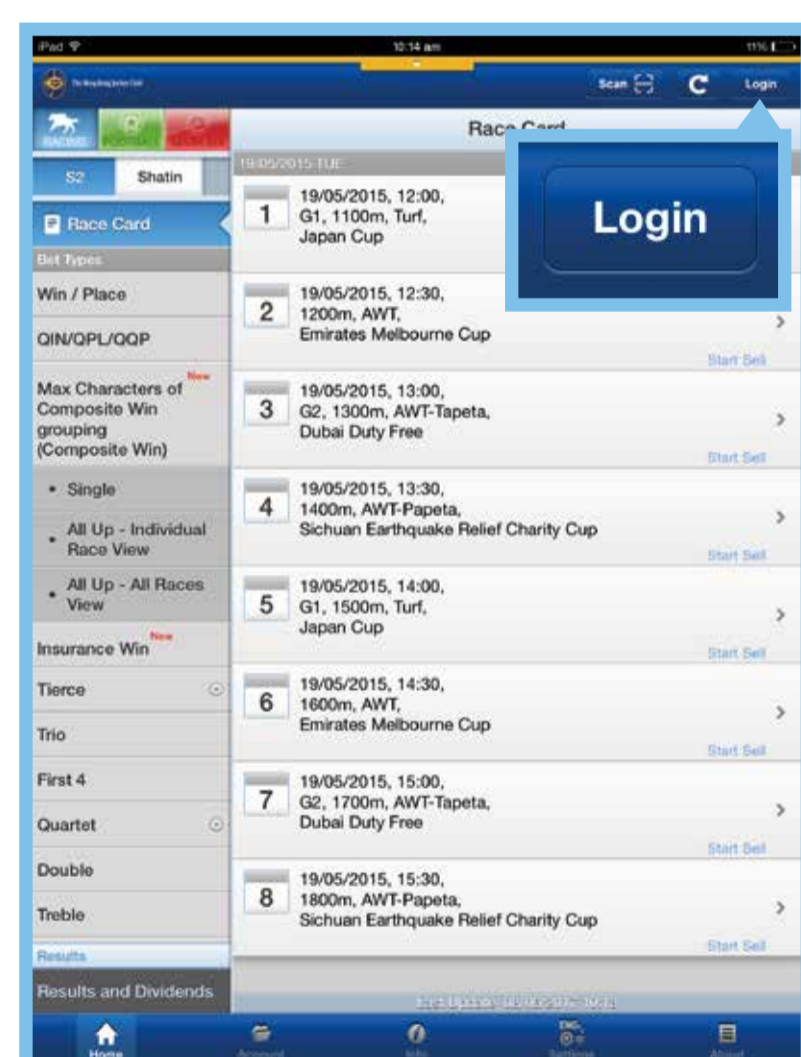 iPad
10:14 am
11%
The Hong Kong Jockey Club
Scan
Login
RACING
Race Card
S2
Shatin
19/05/2015 TUE
Login
Race Card
1
19/05/2015, 12:00,
G1, 1100m, Turf,
Japan Cup
Bet Types
Win / Place
2
19/05/2015, 12:30,
1200m, AWT,
Emirates Melbourne Cup
Start Sell
QIN/QPL/QQP
New
Max Characters of
Composite Win
grouping
(Composite Win)
3
19/05/2015, 13:00,
G2, 1300m, AWT-Tapeta,
Dubai Duty Free
Start Sell
• Single
• All Up - Individual
Race View
4
19/05/2015, 13:30,
1400m, AWT-Papeta,
Sichuan Earthquake Relief Charity Cup
Start Sell
• All Up - All Races
View
5
19/05/2015, 14:00,
G1, 1500m, Turf,
Japan Cup
Start Sell
New
Insurance Win
Tierce
6
19/05/2015, 14:30,
1600m, AWT,
Emirates Melbourne Cup
Start Sell
Trio
First 4
7
19/05/2015, 15:00,
G2, 1700m, AWT-Tapeta,
Dubai Duty Free
Start Sell
Quartet
Double
8
19/05/2015, 15:30,
1800m, AWT-Papeta,
Sichuan Earthquake Relief Charity Cup
Start Sell
Treble
Results
Results and Dividends
Home